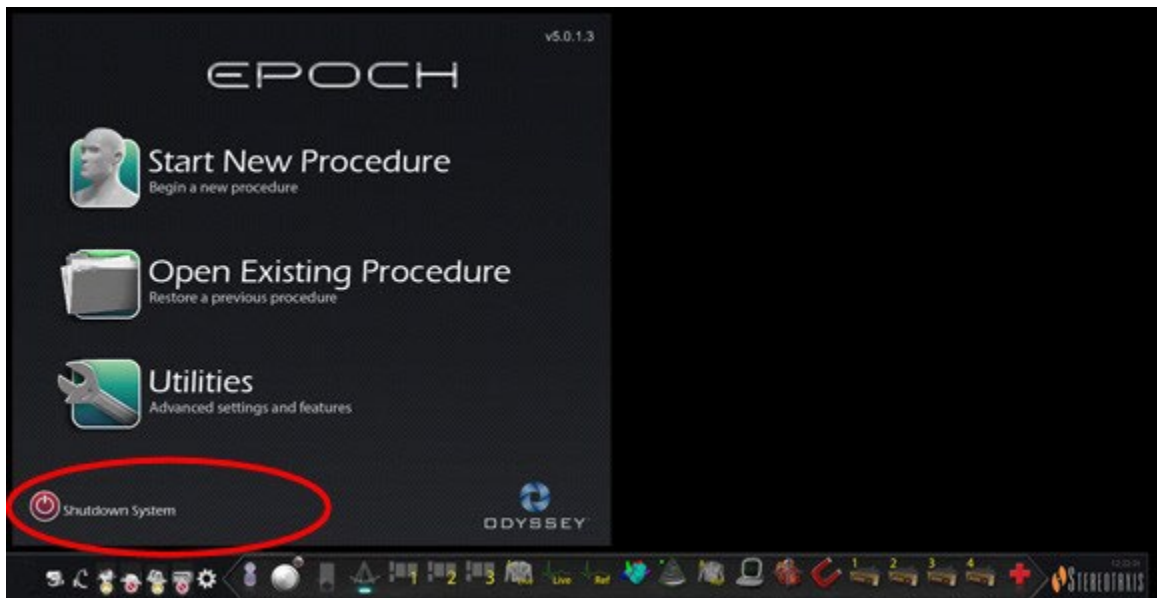 v5.0.1.3
EPOCH
Start New Procedure
Begin a new procedure
Open Existing Procedure
Restore a previous procedure
Utilities
Advanced settings and features
Shutdown System
ODYSSEY
1 2 3 Live Ref 1 2 3 4
STEREOTAXIS